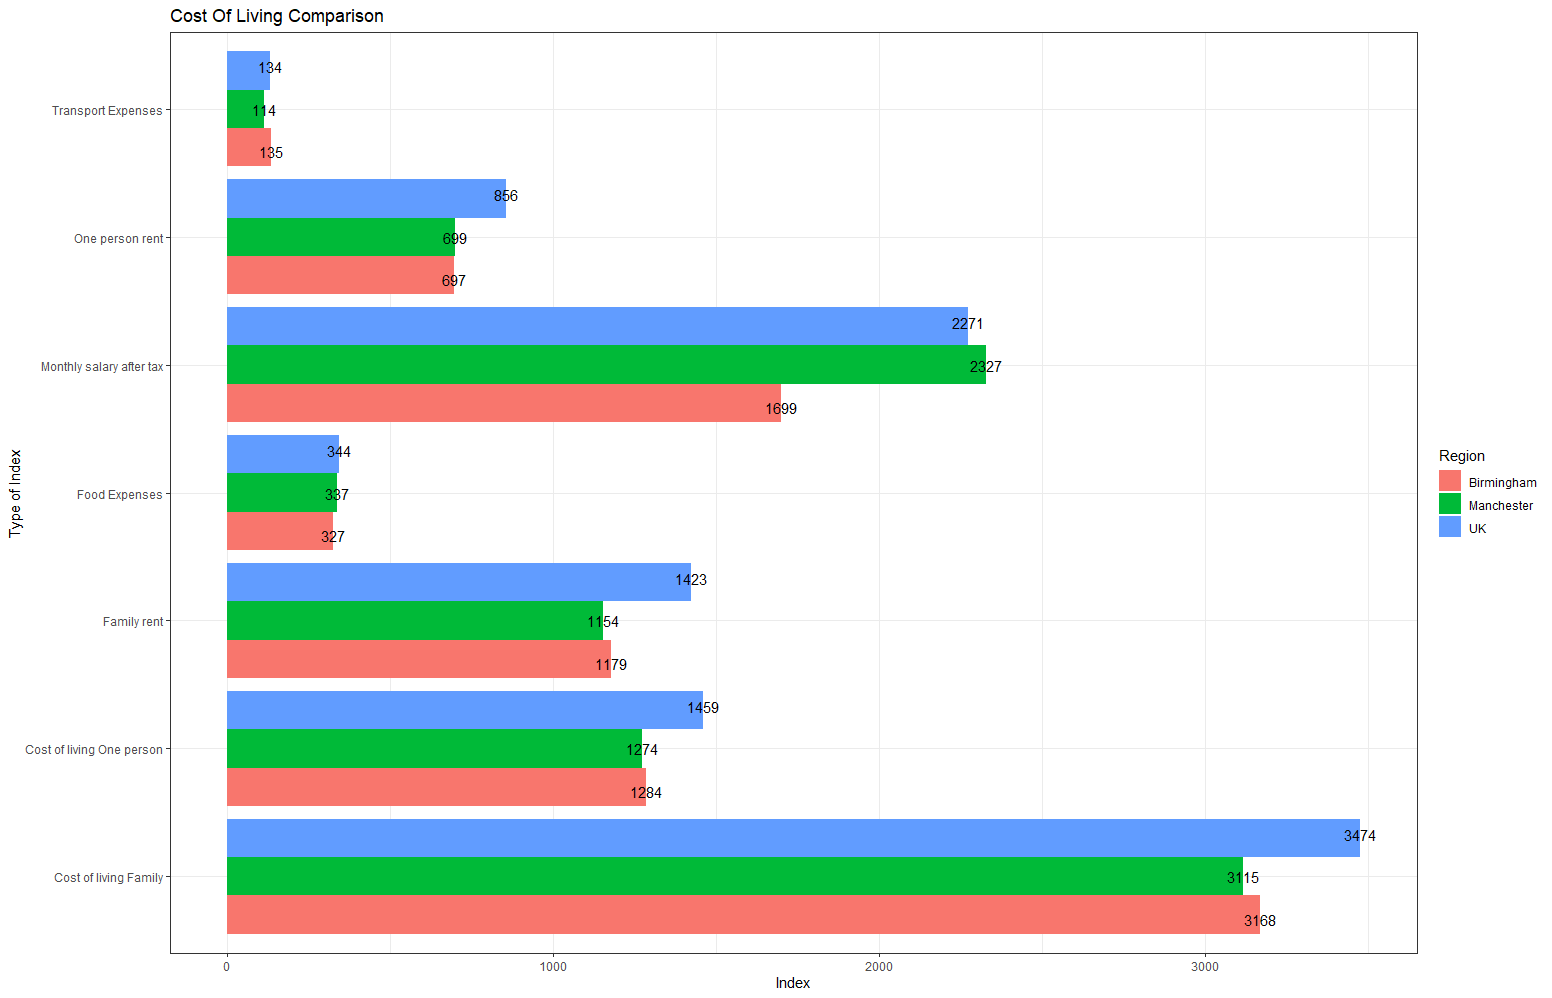 Cost Of Living Comparison
Transport Expenses
134
114
135
One person rent
856
699
697
Monthly salary after tax
2271
2327
1699
Food Expenses
344
337
327
Family rent
1423
1154
1179
Cost of living One person
1459
1274
1284
Cost of living Family
3474
3115
3168
0 1000 2000 3000
Index
Type of Index
Region
Birmingham
Manchester
UK